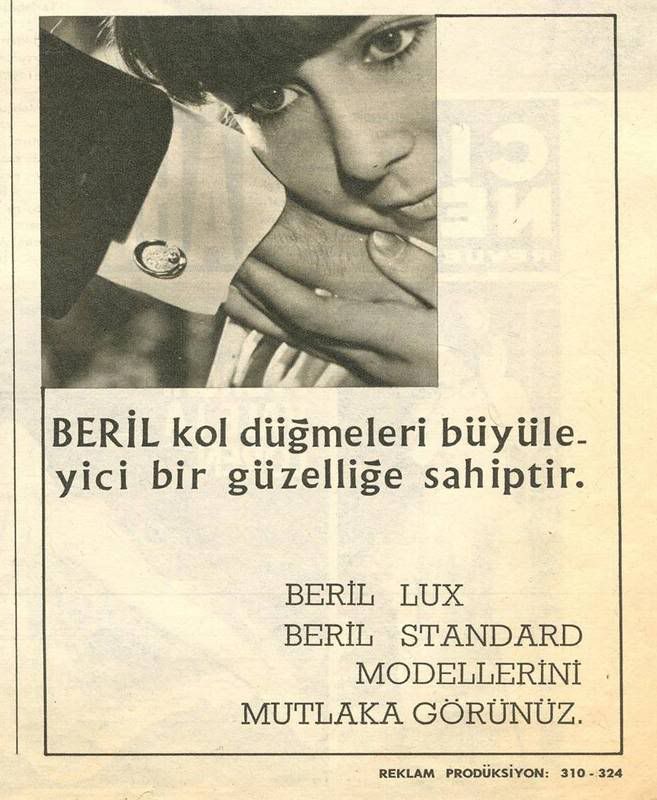 BERİL kol düğmeleri büyüle-
yici bir güzelliğe sahiptir.
BERİL LUX
BERİL STANDARD
MODELLERİNİ
MUTLAKA GÖRÜNÜZ.
REKLAM PRODÜKSİYON: 310 - 324